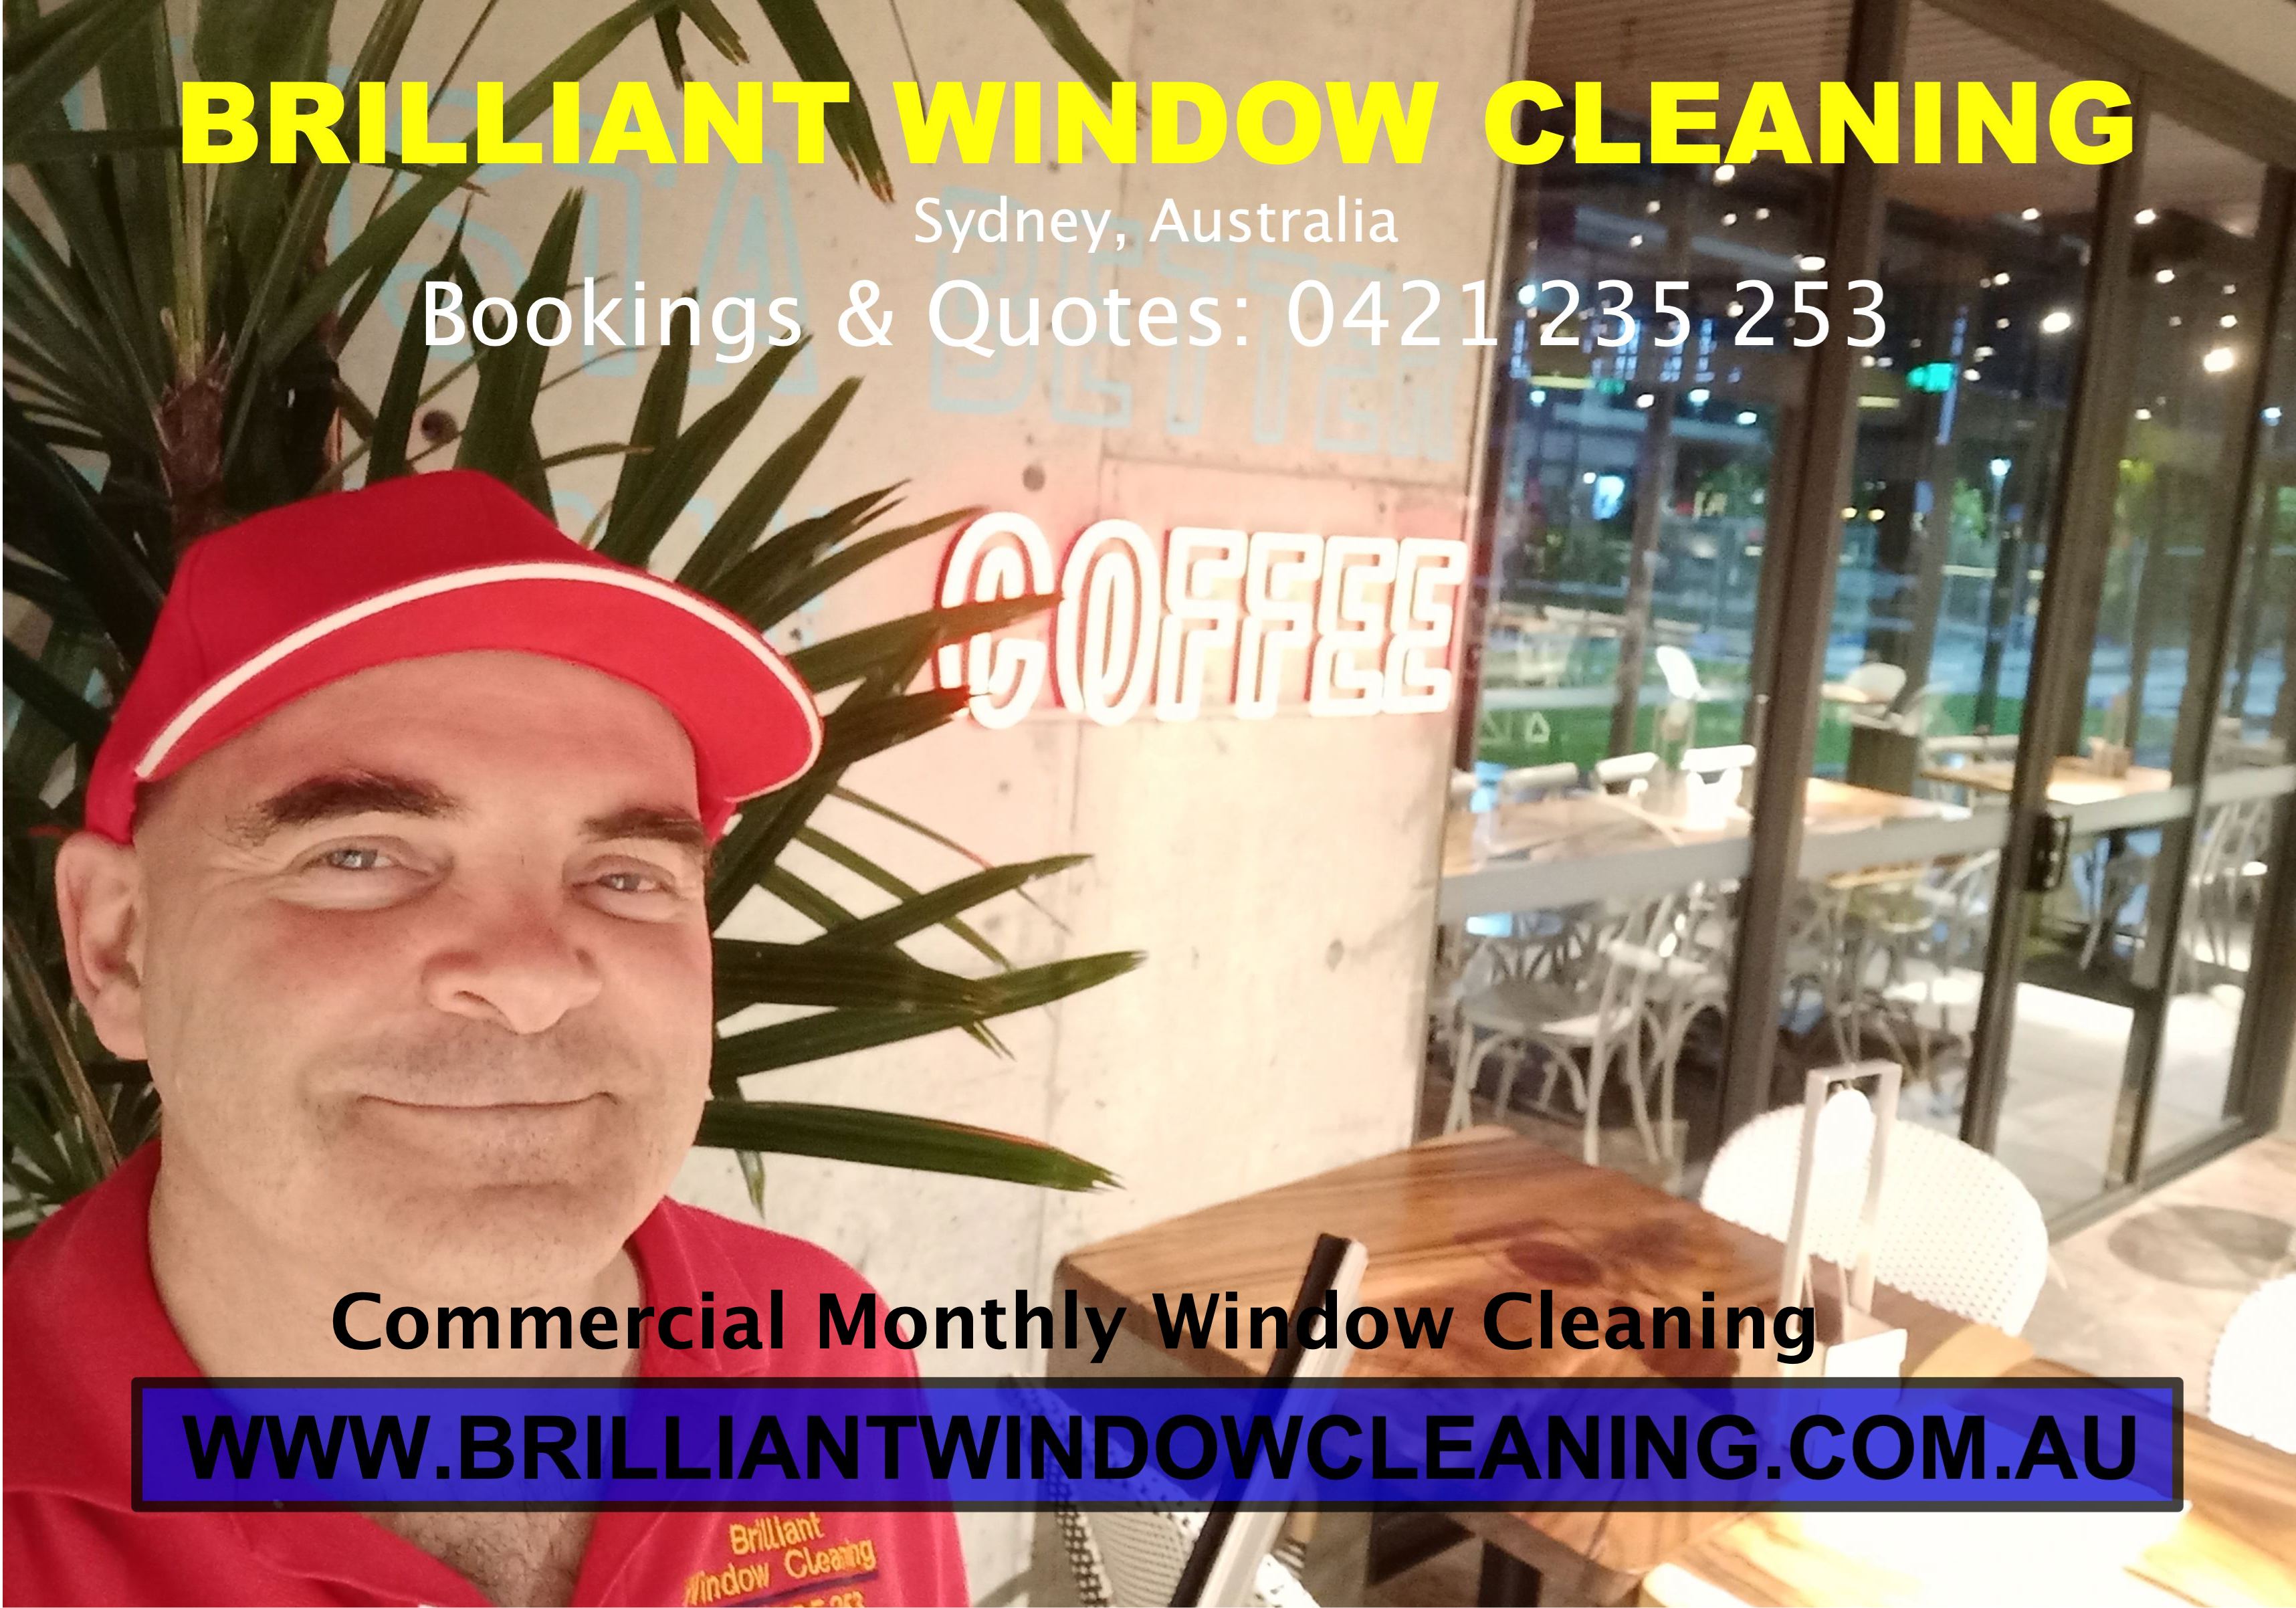 BRILLIANT WINDOW CLEANING
Sydney, Australia
Bookings & Quotes: 0421 235 253
BETTER
COFFEE
Commercial Monthly Window Cleaning
WWW.BRILLIANTWINDOWCLEANING.COM.AU
Brilliant
Window Cleaning